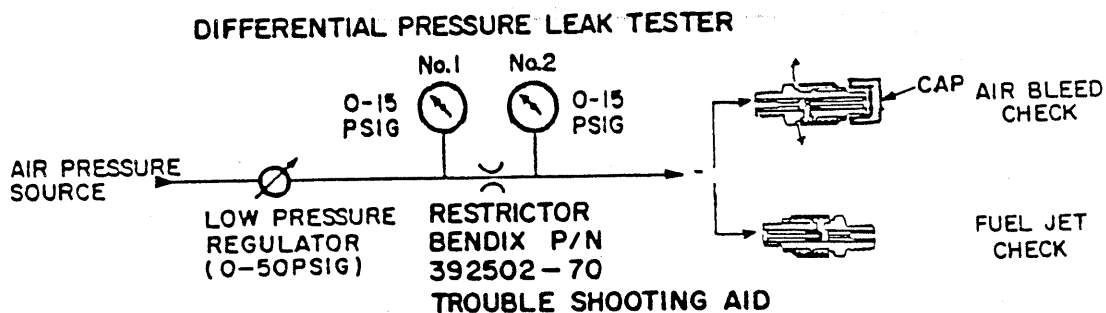 DIFFERENTIAL PRESSURE LEAK TESTER
No.1
No.2
0-15
PSIG
0-15
PSIG
CAP
AIR BLEED
CHECK
AIR PRESSURE
SOURCE
LOW PRESSURE
REGULATOR
(0-50PSIG)
RESTRICTOR
BENDIX P/N
392502-70
TROUBLE SHOOTING AID
FUEL JET
CHECK